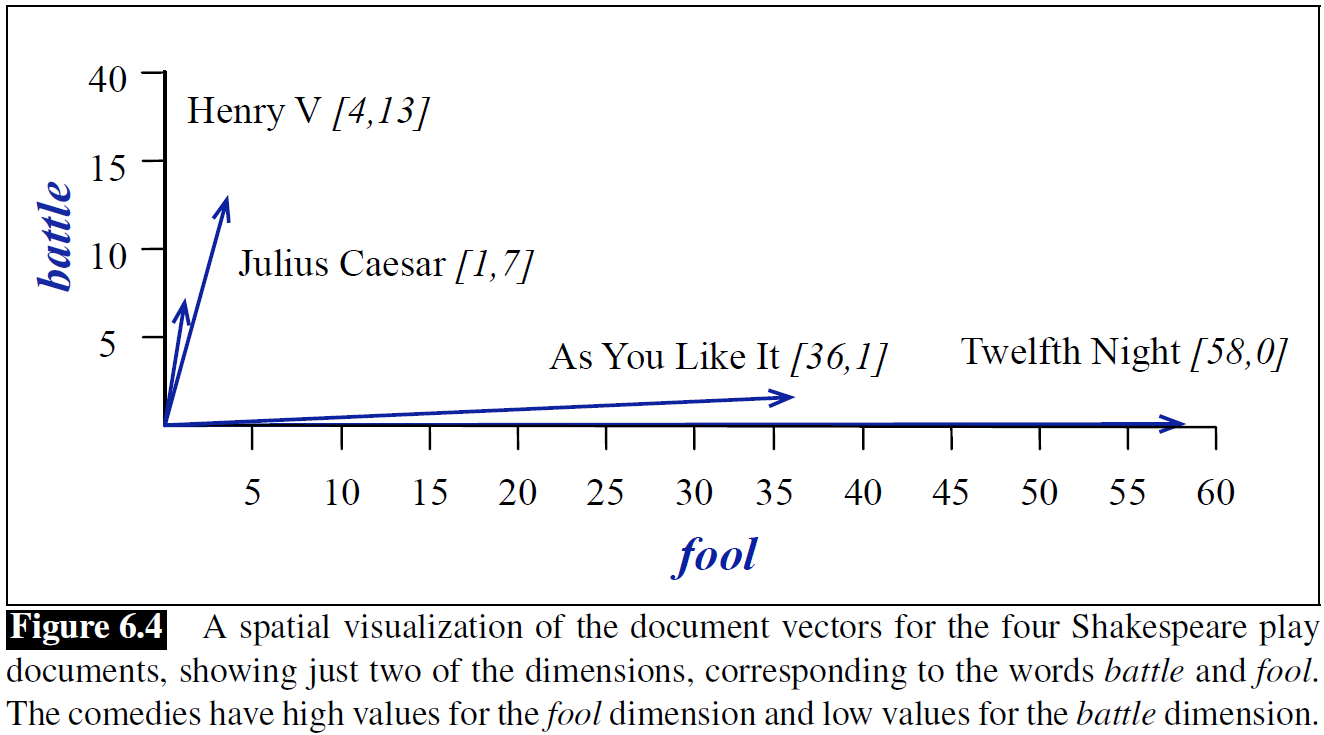 40
Henry V [4,13]
15
battle
10
Julius Caesar [1,7]
5
As You Like It [36,1]
Twelfth Night [58,0]
5 10 15 20 25 30 35 40 45 50 55 60
fool
Figure 6.4 A spatial visualization of the document vectors for the four Shakespeare play
documents, showing just two of the dimensions, corresponding to the words battle and fool.
The comedies have high values for the fool dimension and low values for the battle dimension.